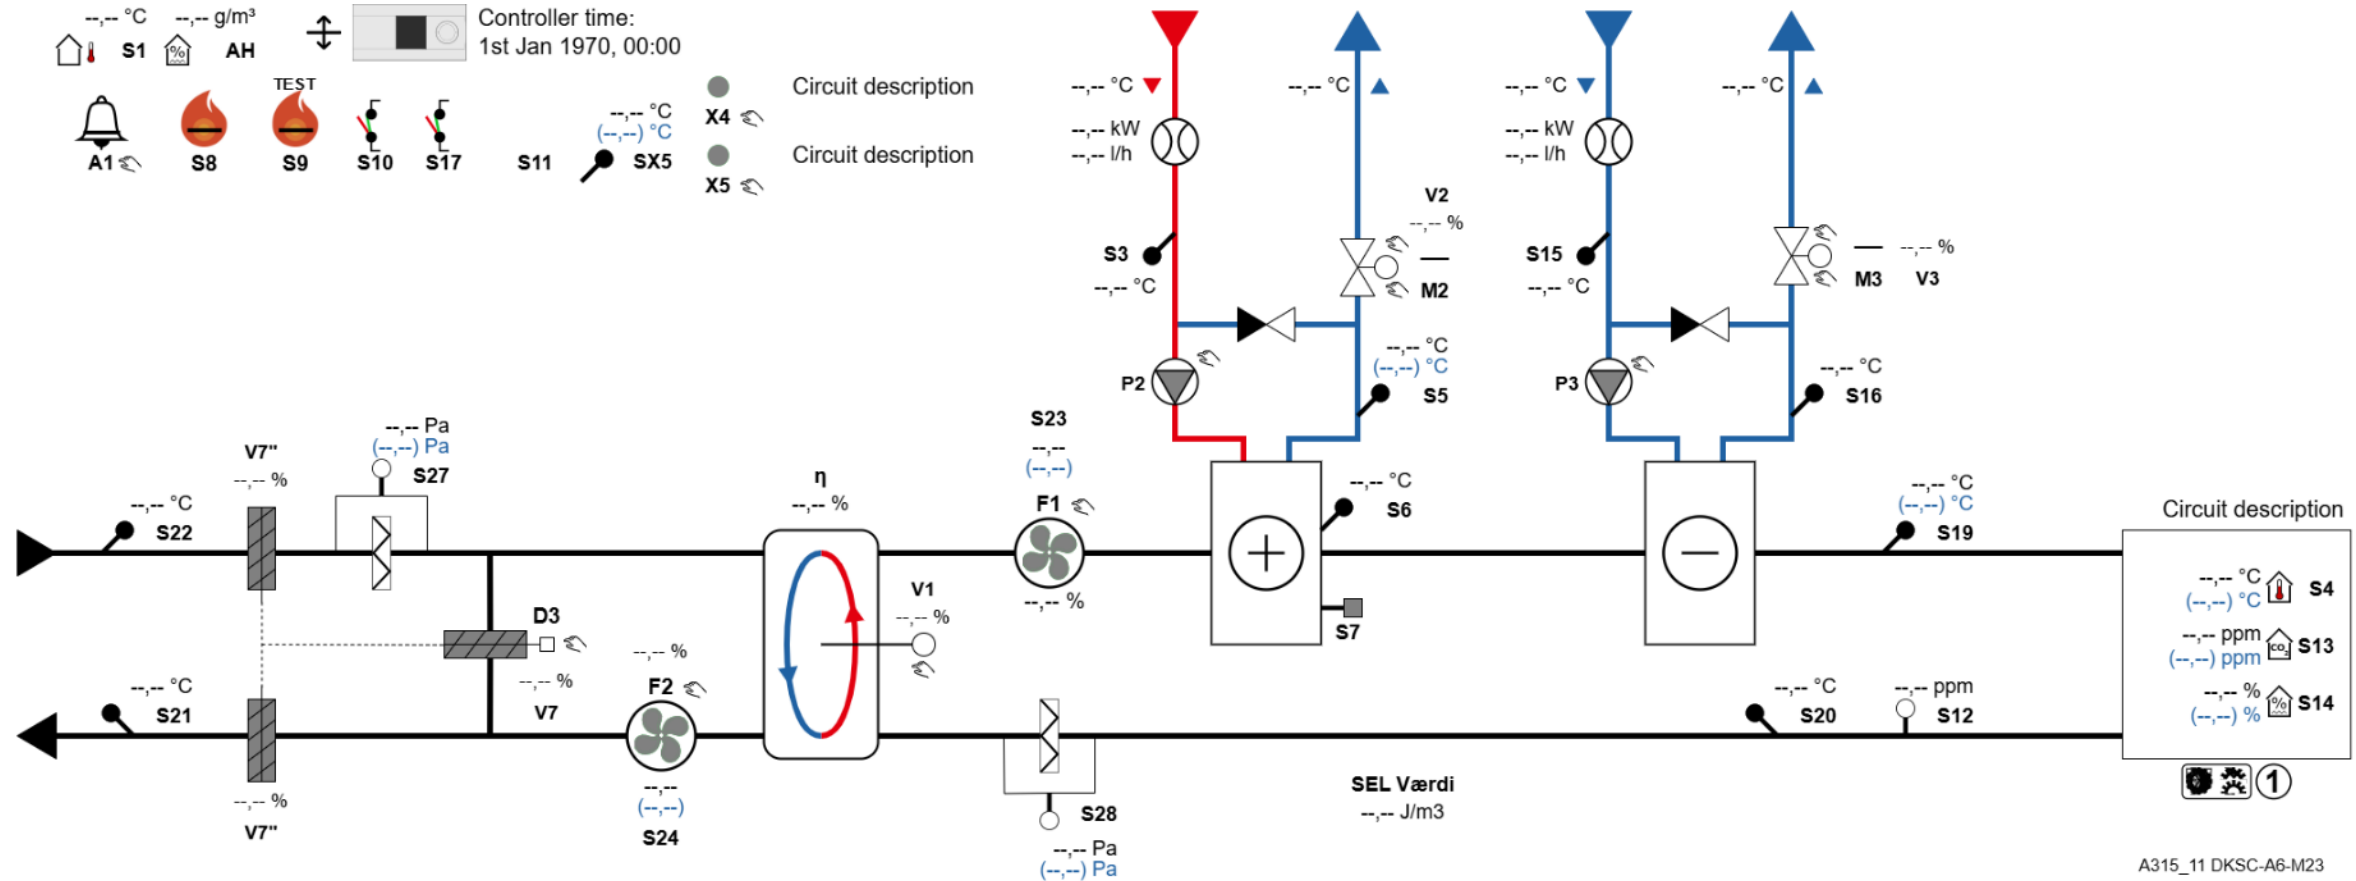 --,-- °C
--,-- g/m³
S1
AH
Controller time:
1st Jan 1970, 00:00
TEST
A1
S8
S9
S10
S17
S11
--,-- °C
(--,--) °C
SX5
X4
Circuit description
X5
Circuit description
--,-- °C
--,-- kW
--,-- l/h
--,-- °C
V2
--,-- %
S3
--,-- °C
M2
P2
--,-- °C
(--,--) °C
S5
--,-- °C
--,-- kW
--,-- l/h
--,-- °C
S15
--,-- °C
--,-- %
M3
V3
P3
--,-- °C
S16
--,-- Pa
(--,--) Pa
S27
V7"
--,-- %
--,-- °C
S22
η
--,-- %
S23
--,--
(--,--)
F1
--,-- %
--,-- °C
S6
S7
--,-- °C
(--,--) °C
S19
Circuit description
--,-- °C
(--,--) °C
S4
--,-- ppm
(--,--) ppm
CO2
S13
--,-- %
(--,--) %
%
S14
V1
--,-- %
D3
--,-- %
V7
--,-- %
F2
--,--
(--,--)
S24
--,-- °C
S21
--,-- %
V7"
S28
--,-- Pa
(--,--) Pa
SEL Værdi
--,-- J/m3
--,-- °C
S20
--,-- ppm
S12
1
A315_11 DKSC-A6-M23